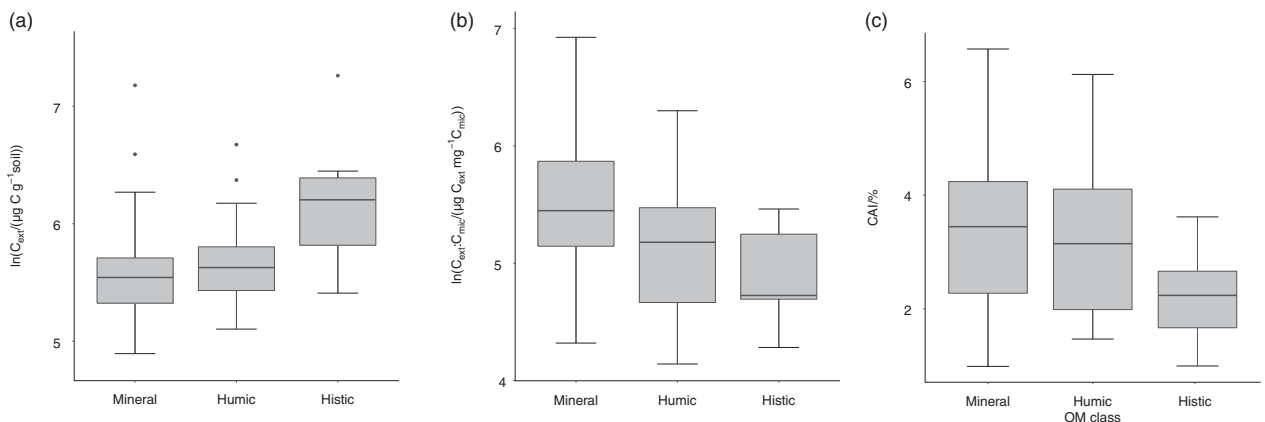 (a)
ln(Cext/(μg C g−1soil))
7
6
5
Mineral Humic Histic
(b)
ln(Cext:Cmic/(μg Cext mg−1Cmic))
7
6
5
4
Mineral Humic Histic
(c)
CAI/%
6
4
2
Mineral Humic Histic
OM class